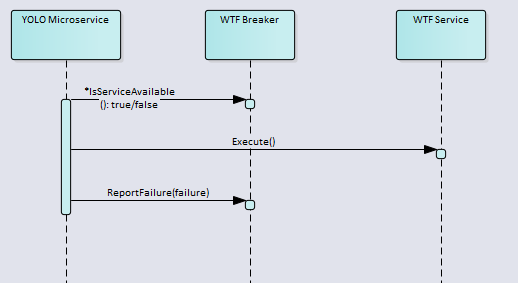 YOLO Microservice
WTF Breaker
WTF Service
*IsServiceAvailable
(): true/false
Execute()
ReportFailure(failure)